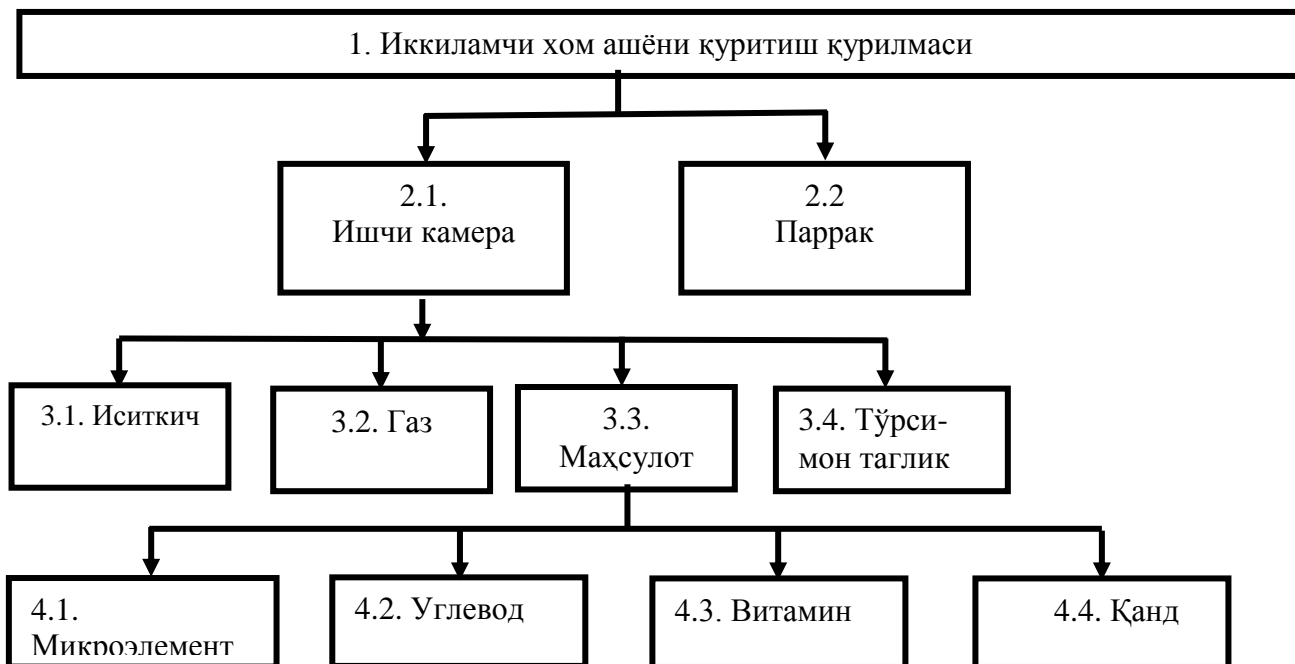 1. Иккиламчи хом ашёни қуритиш қурилмаси
2.1.
Ишчи камера
2.2
Паррак
3.1. Иситкич
3.2. Газ
3.3.
Маҳсулот
3.4. Тўрси-
мон таглик
4.1.
Микроэлемент
4.2. Углевод
4.3. Витамин
4.4. Қанд